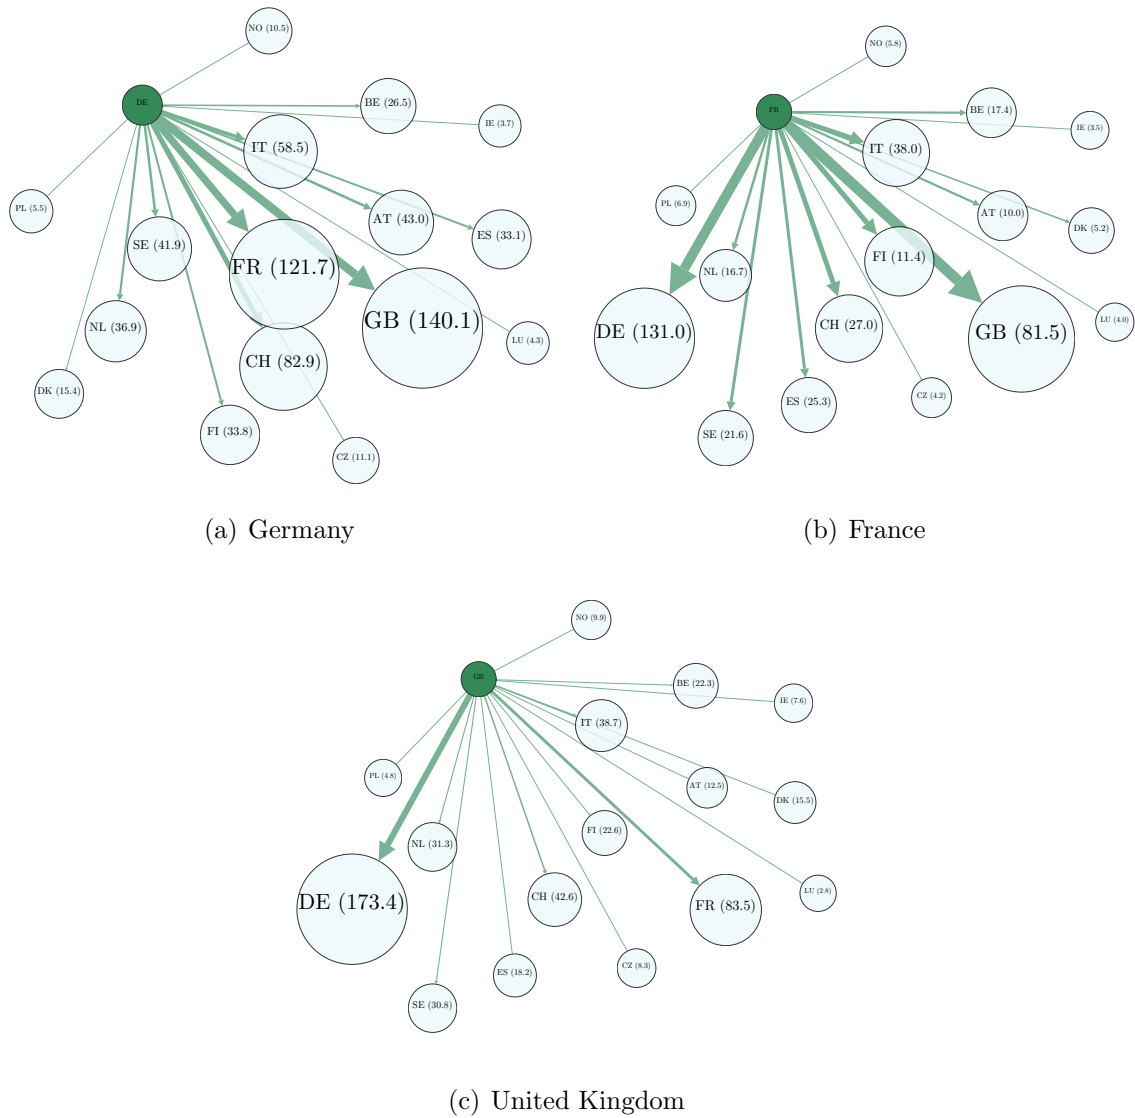 NO (10.5)
DE
BE (26.5)
IE (3.7)
IT (58.5)
PL (5.5)
AT (43.0)
ES (33.1)
SE (41.9)
FR (121.7)
GB (140.1)
NL (36.9)
LU (4.3)
CH (82.9)
DK (15.4)
FI (33.8)
CZ (11.1)
(a) Germany
NO (5.8)
FR
BE (17.4)
IE (3.5)
IT (38.0)
PL (6.9)
AT (10.0)
DK (5.2)
FI (11.4)
NL (16.7)
LU (4.0)
DE (131.0)
CH (27.0)
GB (81.5)
CZ (4.2)
ES (25.3)
SE (21.6)
(b) France
NO (9.9)
GB
BE (22.3)
IE (7.6)
IT (38.7)
PL (4.8)
AT (12.5)
DK (15.5)
FI (22.6)
NL (31.3)
LU (2.8)
DE (173.4)
CH (42.6)
FR (83.5)
CZ (8.3)
ES (18.2)
SE (30.8)
(c) United Kingdom